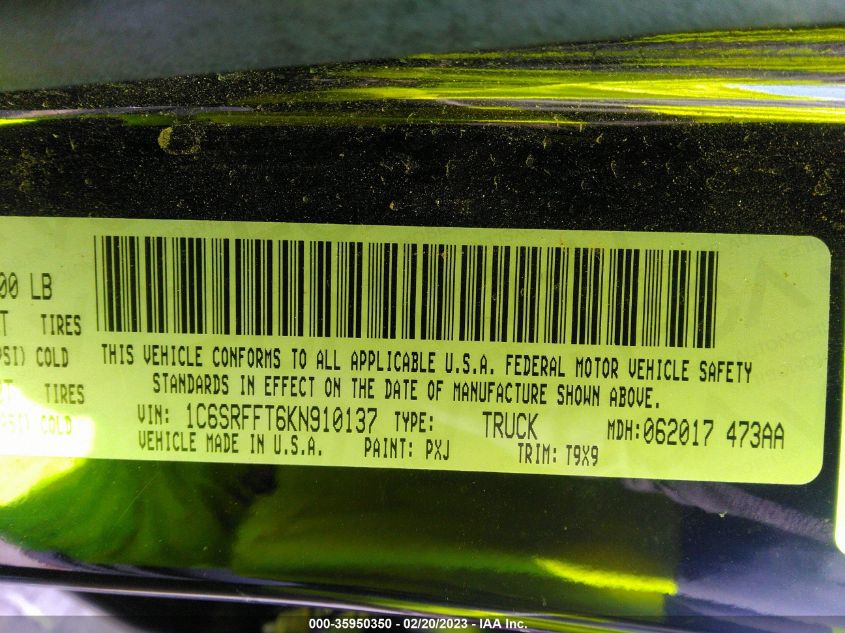 00 LB
TIRES
COLD
TIRES
COLD
THIS VEHICLE CONFORMS TO ALL APPLICABLE U.S.A. FEDERAL MOTOR VEHICLE SAFETY
STANDARDS IN EFFECT ON THE DATE OF MANUFACTURE SHOWN ABOVE.
VIN: 1C6SRFFT6KN910137 TYPE: TRUCK MDH:062017 473AA
VEHICLE MADE IN U.S.A. PAINT: PXJ TRIM: T9X9
000-35950350 - 02/20/2023 - IAA Inc.